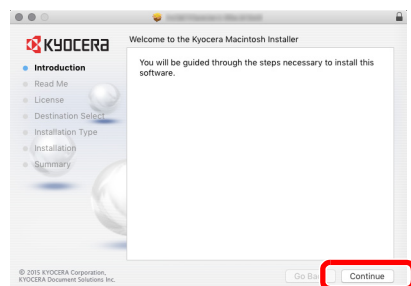 KYOCERA
Welcome to the Kyocera Macintosh Installer
Introduction
Read Me
License
Destination Select
Installation Type
Installation
Summary
You will be guided through the steps necessary to install this
software.
© 2015 KYOCERA Corporation,
KYOCERA Document Solutions Inc.
Go
Continue